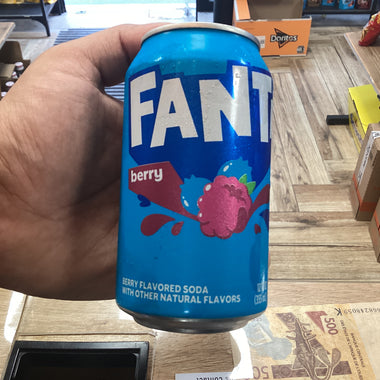 Doritos
FANT
berry
BERRY FLAVORED SODA
WITH OTHER NATURAL FLAVORS
500